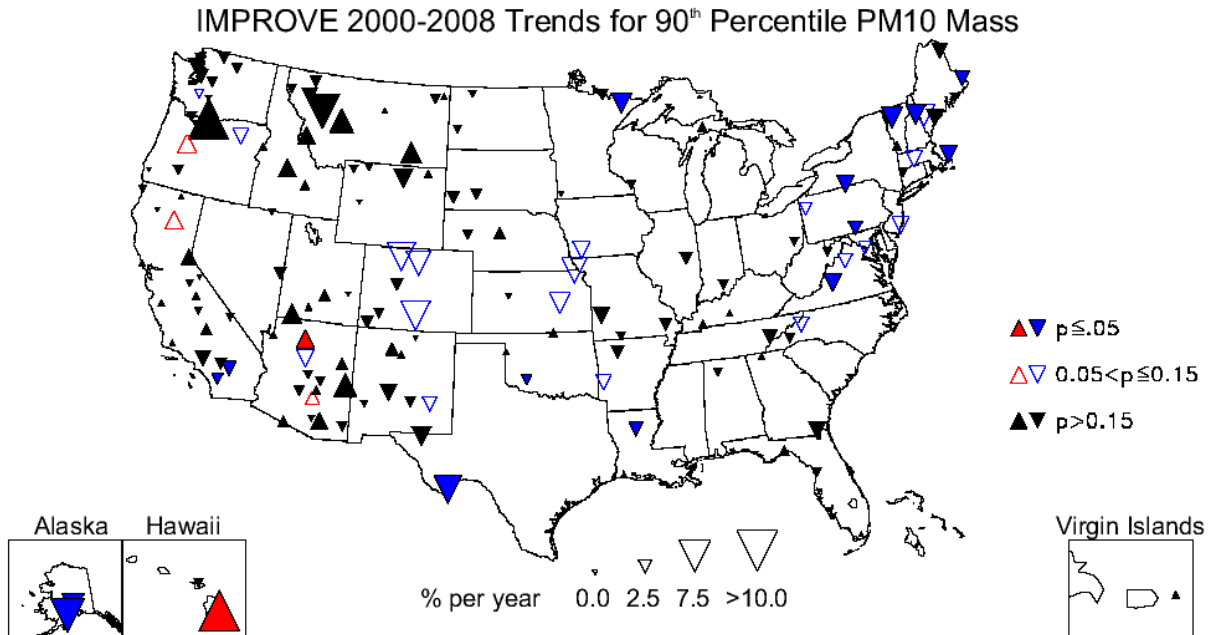 IMPROVE 2000-2008 Trends for 90th Percentile PM10 Mass
p≤.05
0.05<p≤0.15
p>0.15
Alaska
Hawaii
Virgin Islands
% per year 0.0 2.5 7.5 >10.0